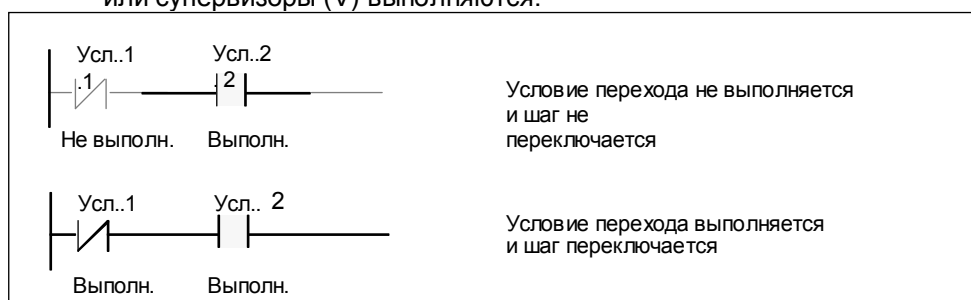 или супервизоры (V) выполняются.
Усл..1 Усл..2
.1 2
Не выполн. Выполн.
Условие перехода не выполняется
и шаг не
переключается
Усл..1 Усл.. 2
Выполн. Выполн.
Условие перехода выполняется
и шаг переключается